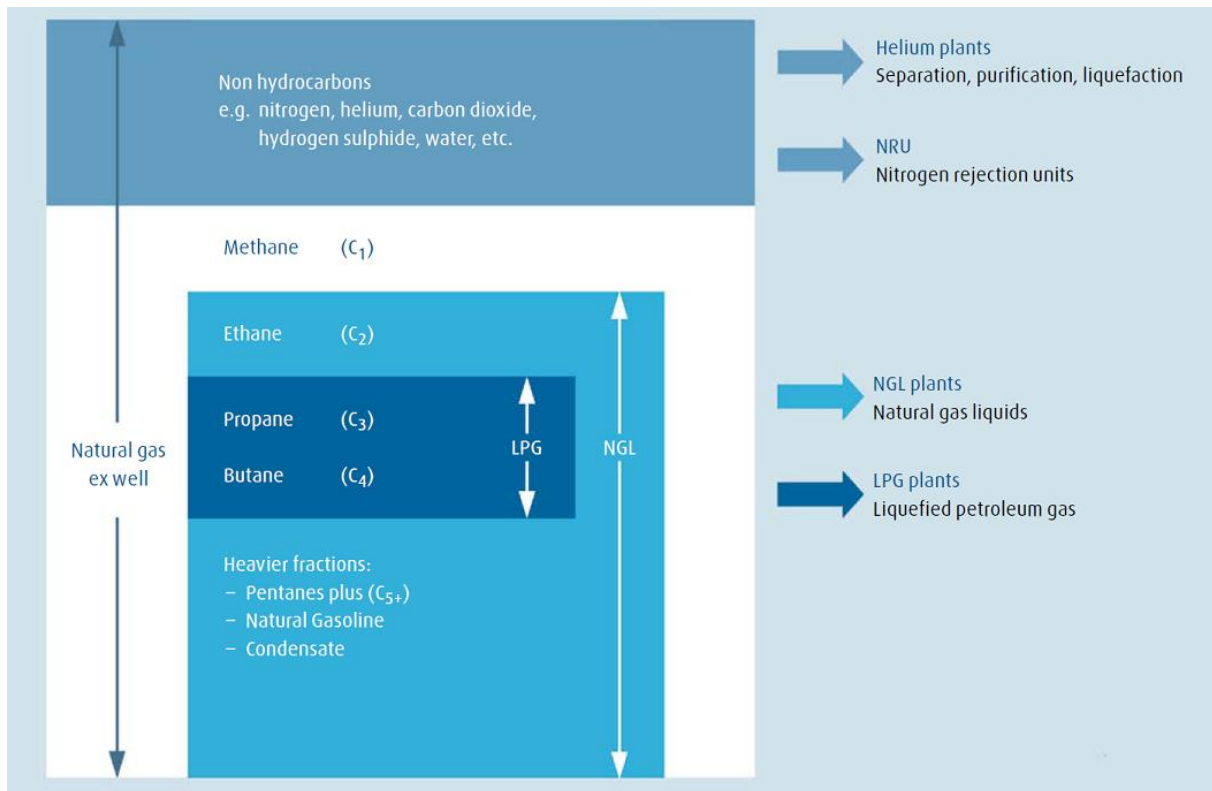 Non hydrocarbons
e.g. nitrogen, helium, carbon dioxide,
hydrogen sulphide, water, etc.
Methane (C₁)
Ethane (C₂)
Propane (C₃)
Butane (C₄)
LPG
NGL
Natural gas
ex well
Heavier fractions:
– Pentanes plus (C₅₊)
– Natural Gasoline
– Condensate
Helium plants
Separation, purification, liquefaction
NRU
Nitrogen rejection units
NGL plants
Natural gas liquids
LPG plants
Liquefied petroleum gas